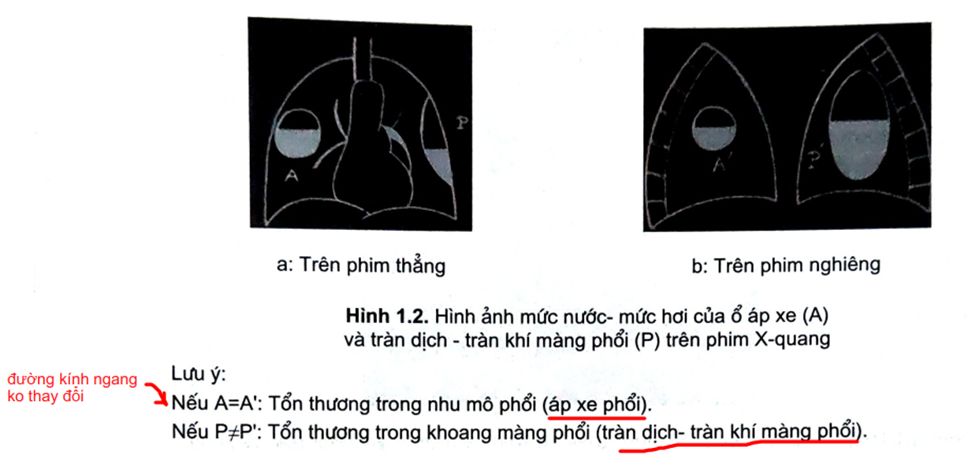 P
A
A'
P'
a: Trên phim thẳng
b: Trên phim nghiêng
Hình 1.2. Hình ảnh mức nước- mức hơi của ổ áp xe (A)
và tràn dịch - tràn khí màng phổi (P) trên phim X-quang
Lưu ý:
đường kính ngang
ko thay đổi
Nếu A=A': Tổn thương trong nhu mô phổi (áp xe phổi).
Nếu P≠P': Tổn thương trong khoang màng phổi (tràn dịch- tràn khí màng phổi).